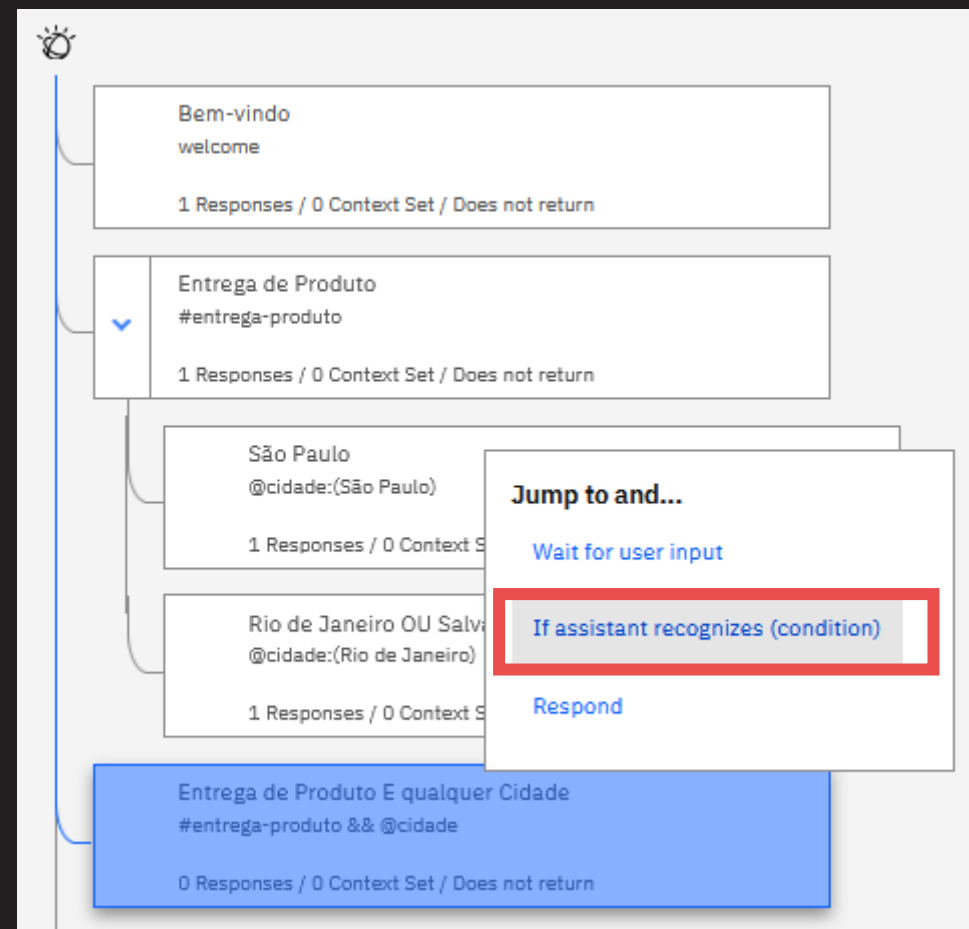 Bem-vindo
welcome
1 Responses / 0 Context Set / Does not return
Entrega de Produto
#entrega-produto
1 Responses / 0 Context Set / Does not return
São Paulo
@cidade:(São Paulo)
1 Responses / 0 Context
Rio de Janeiro OU
@cidade:(Rio de Janeiro)
1 Responses / 0 Context
Jump to and...
Wait for user input
If assistant recognizes (condition)
Respond
Entrega de Produto E qualquer Cidade
#entrega-produto && @cidade
0 Responses / 0 Context Set / Does not return